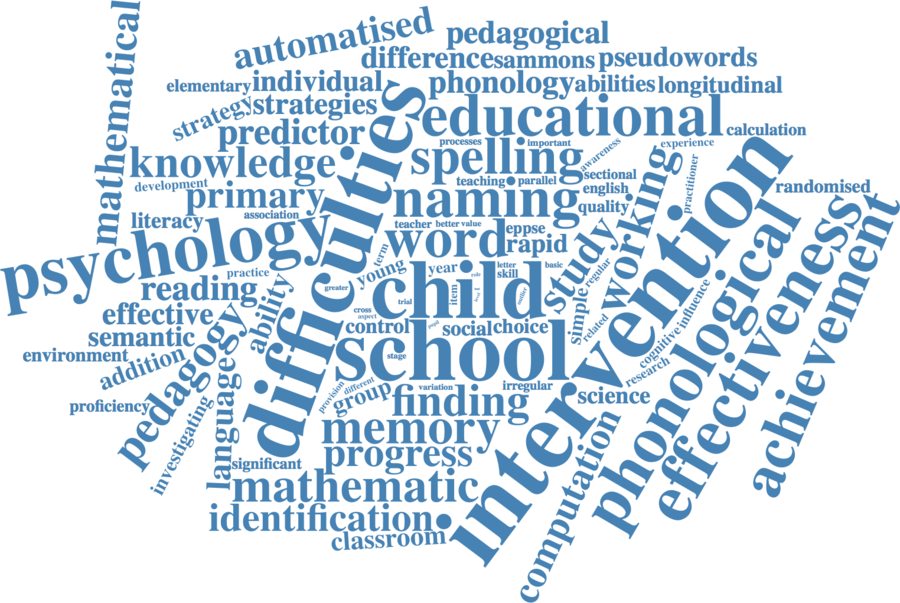 mathematical
automatised
pedagogical
difference
sammons
pseudowords
elementary
individual
phonology
abilities
longitudinal
strategy
strategies
difficulties
educational
calculation
predictor
processes
important
experience
knowledge
spelling
awareness
development
primary
teaching
parallel
sectional
english
practitioner
randomised
naming
quality
working
literacy
association
teacher
better
value
psychology
word
eppse
rapid
study
intervention
practice
term
young
year
letter
skill
basic
regular
reading
ability
greater
child
item
trial
effective
cross
aspect
control
social
choice
simple
related
influence
cognitive
semantic
school
stage
environment
addition
pedagogy
language
provision
different
variation
irregular
research
phonological
effectiveness
achievement
proficiency
investigating
group
finding
science
memory
significant
progress
mathematic
computation
identification
classroom